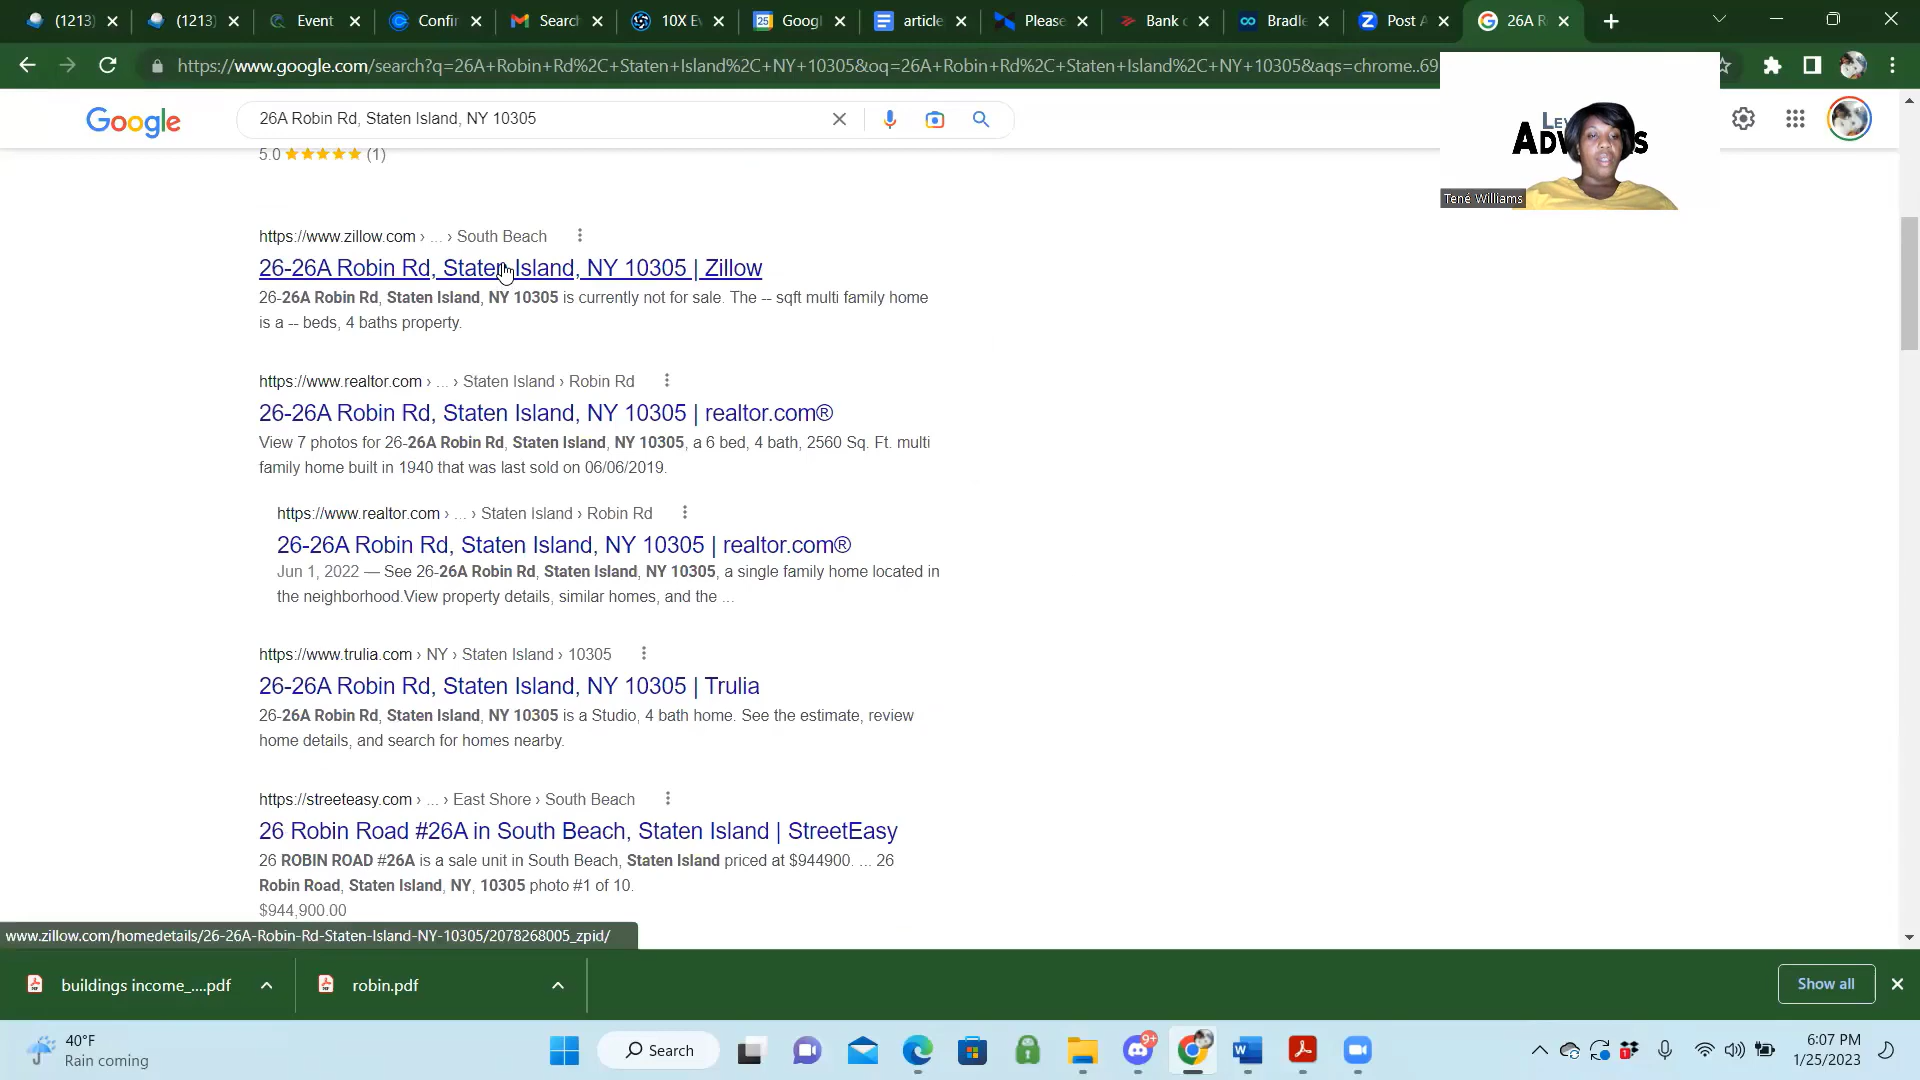 (1213)
(1213)
Event
Confir
Search
10X Ev
Googl
article
Please
Bank o
Bradle
Post A
26A R
https://www.google.com/search?q=26A+Robin+Rd%2C+Staten+Island%2C+NY+10305&oq=26A+Robin+Rd%2C+Staten+Island%2C+NY+10305&aqs=chrome..69
Google
26A Robin Rd, Staten Island, NY 10305
Tené Williams
5.0 ★★★★★ (1)
https://www.zillow.com › ... › South Beach
26-26A Robin Rd, Staten Island, NY 10305 | Zillow
26-26A Robin Rd, Staten Island, NY 10305 is currently not for sale. The -- sqft multi family home
is a -- beds, 4 baths property.
https://www.realtor.com › ... › Staten Island › Robin Rd
26-26A Robin Rd, Staten Island, NY 10305 | realtor.com®
View 7 photos for 26-26A Robin Rd, Staten Island, NY 10305, a 6 bed, 4 bath, 2560 Sq. Ft. multi
family home built in 1940 that was last sold on 06/06/2019.
https://www.realtor.com › ... › Staten Island › Robin Rd
26-26A Robin Rd, Staten Island, NY 10305 | realtor.com®
Jun 1, 2022 — See 26-26A Robin Rd, Staten Island, NY 10305, a single family home located in
the neighborhood.View property details, similar homes, and the ...
https://www.trulia.com › NY › Staten Island › 10305
26-26A Robin Rd, Staten Island, NY 10305 | Trulia
26-26A Robin Rd, Staten Island, NY 10305 is a Studio, 4 bath home. See the estimate, review
home details, and search for homes nearby.
https://streeteasy.com › ... › East Shore › South Beach
26 Robin Road #26A in South Beach, Staten Island | StreetEasy
26 ROBIN ROAD #26A is a sale unit in South Beach, Staten Island priced at $944900. ... 26
Robin Road, Staten Island, NY, 10305 photo #1 of 10.
$944,900.00
www.zillow.com/homedetails/26-26A-Robin-Rd-Staten-Island-NY-10305/2078268005_zpid/
buildings income_....pdf
robin.pdf
Show all
40°F
Rain coming
Search
9+
6:07 PM
1/25/2023